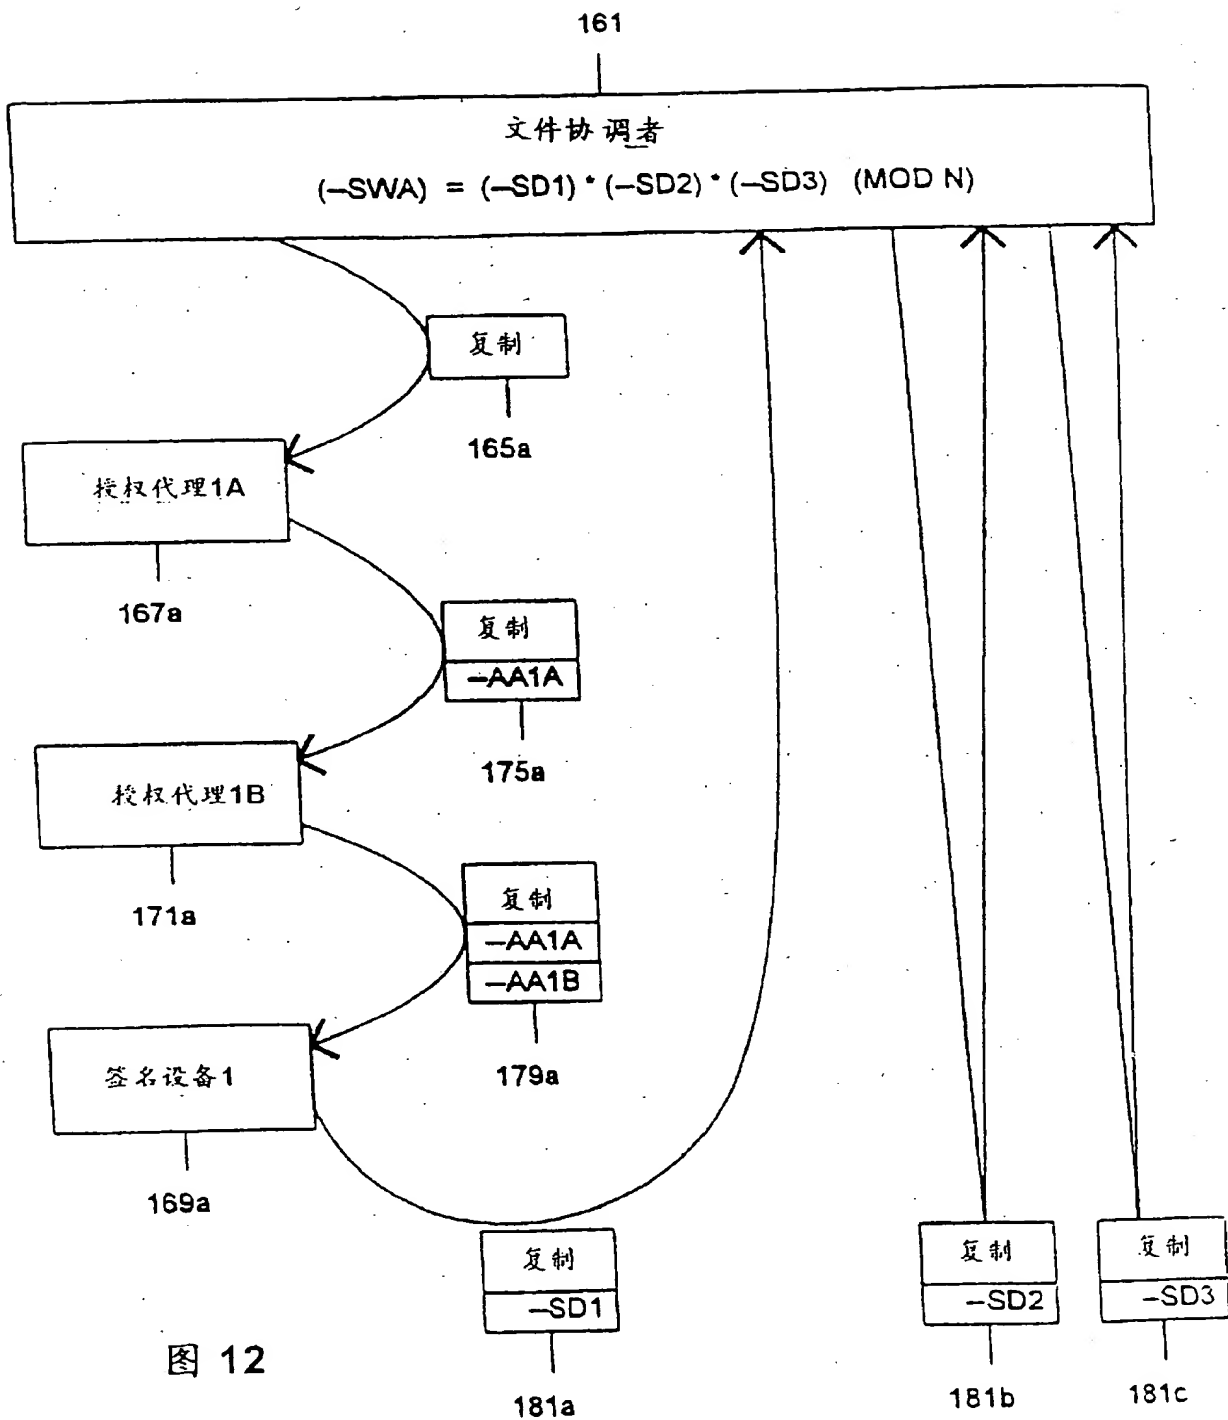 161
文件协调者
(–SWA) = (–SD1) * (–SD2) * (–SD3) (MOD N)
复制
165a
授权代理1A
167a
复制
–AA1A
175a
授权代理1B
171a
复制
–AA1A
–AA1B
179a
签名设备1
169a
复制
–SD1
181a
复制
–SD2
181b
复制
–SD3
181c
图 12